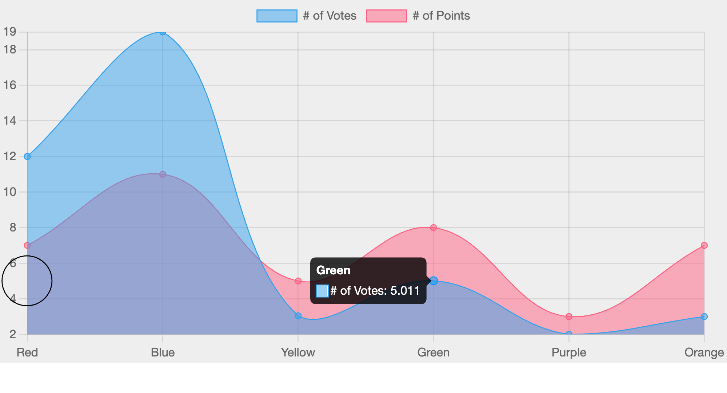 # of Votes # of Points
19
18
16
14
12
10
8
6
4
2
Green
# of Votes: 5.011
Red Blue Yellow Green Purple Orange